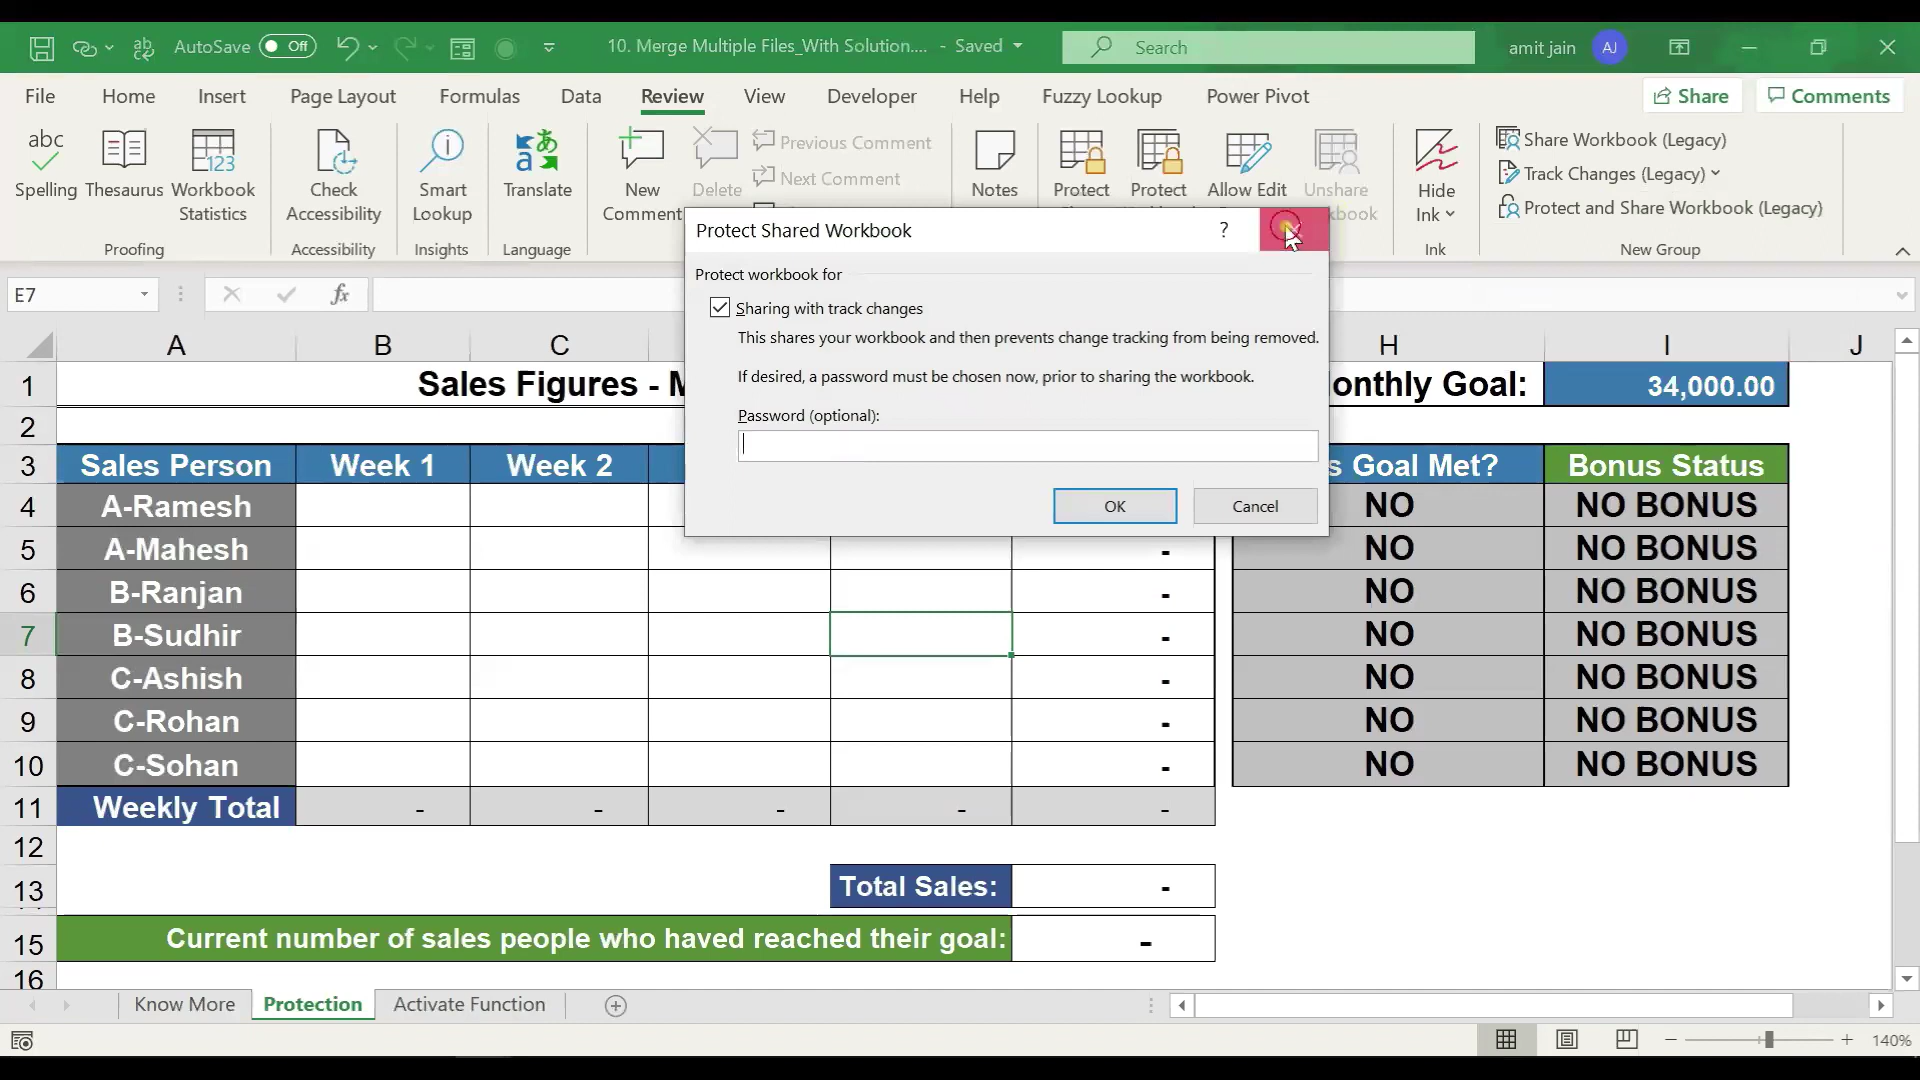 AutoSave Off
10. Merge Multiple Files_With Solution.... - Saved
Search
amit jain AJ
File Home Insert Page Layout Formulas Data Review View Developer Help Fuzzy Lookup Power Pivot
Share Comments
abc
Spelling
Thesaurus
123
Workbook
Statistics
Proofing
Check
Accessibility
Accessibility
Smart
Lookup
Insights
Translate
Language
New
Comment
Delete
Previous Comment
Next Comment
Notes
Protect
Protect
Allow Edit
Unshare
Hide
Ink
Ink
Share Workbook (Legacy)
Track Changes (Legacy)
Protect and Share Workbook (Legacy)
New Group
Protect Shared Workbook ?
Protect workbook for
Sharing with track changes
This shares your workbook and then prevents change tracking from being removed.
If desired, a password must be chosen now, prior to sharing the workbook.
Password (optional):
OK Cancel
E7 fx
A B C H I J
1 Sales Figures - 34,000.00
2
3 Sales Person Week 1 Week 2 Goal Met? Bonus Status
4 A-Ramesh NO NO BONUS
5 A-Mahesh - NO NO BONUS
6 B-Ranjan - NO NO BONUS
7 B-Sudhir - NO NO BONUS
8 C-Ashish - NO NO BONUS
9 C-Rohan - NO NO BONUS
10 C-Sohan - NO NO BONUS
11 Weekly Total - - - - -
12
13 Total Sales: -
15 Current number of sales people who haved reached their goal: -
16
Know More Protection Activate Function
140%